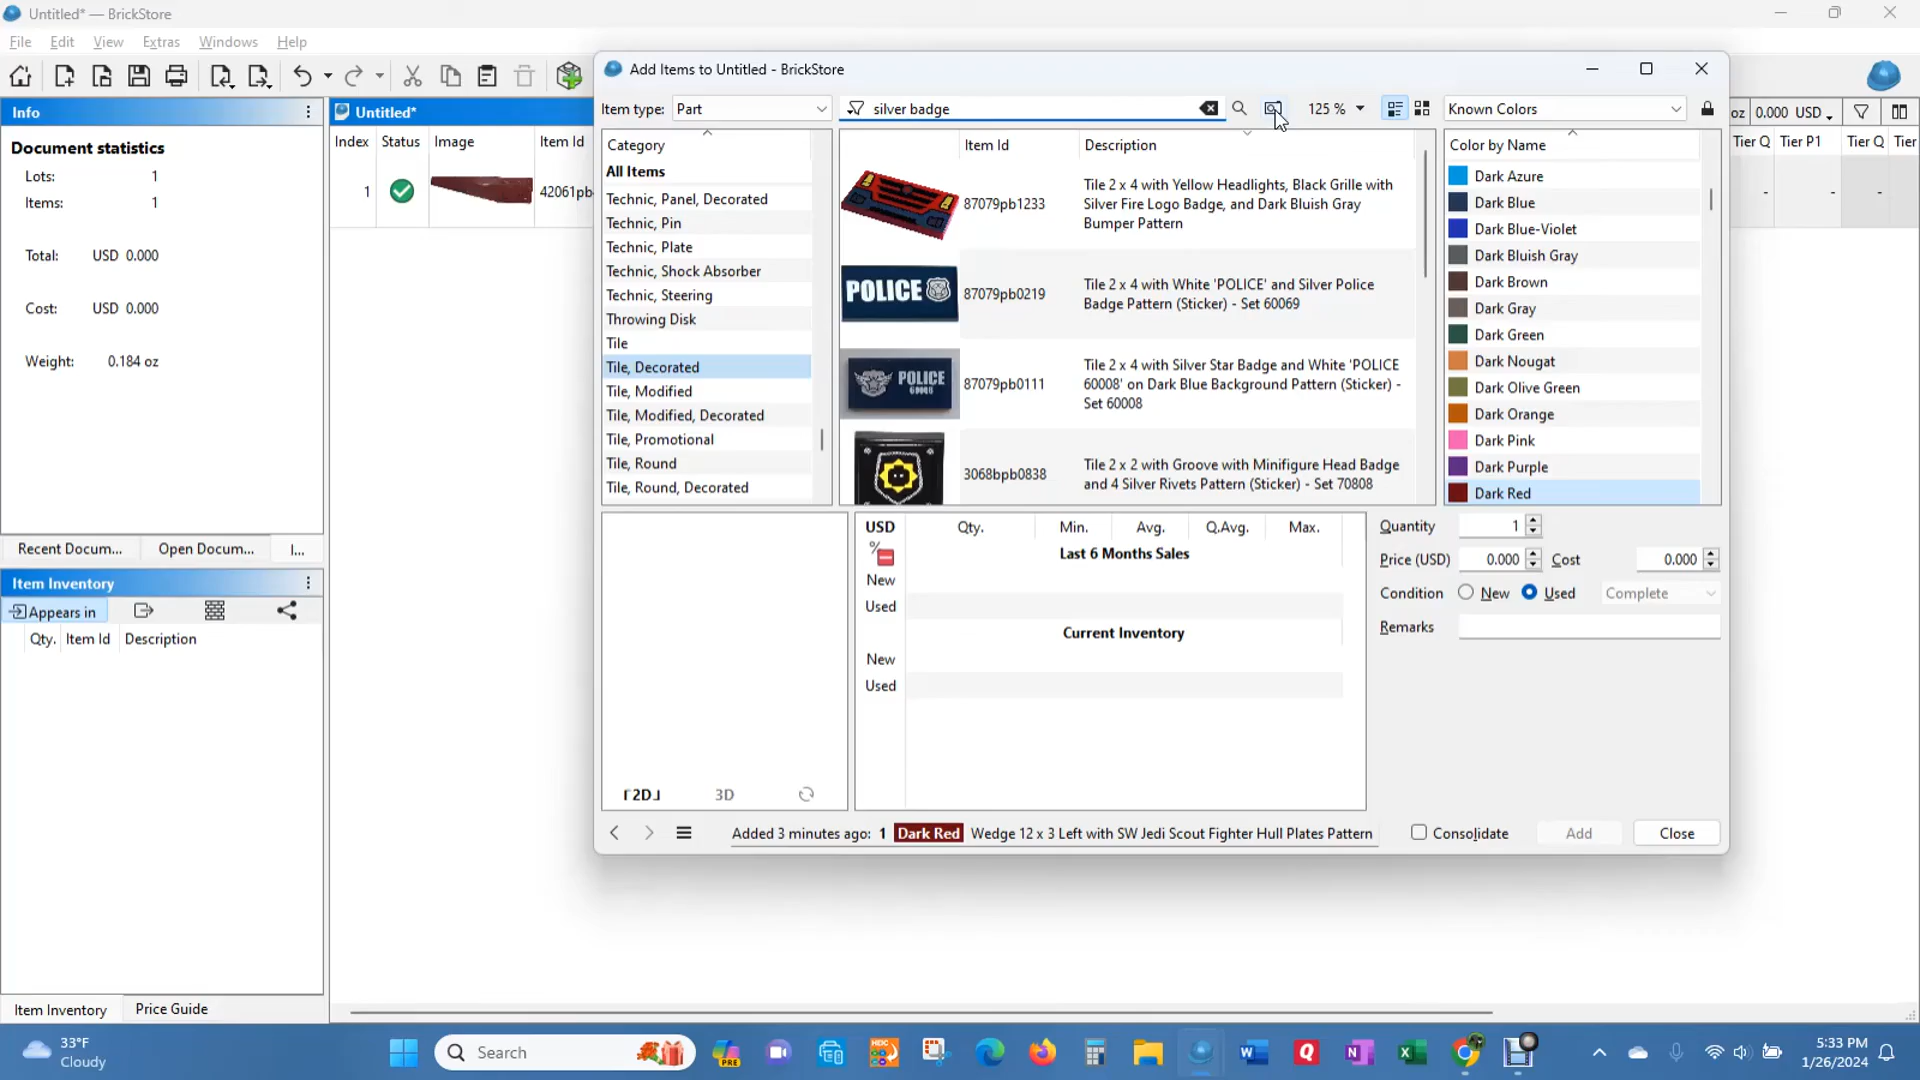 Untitled* — BrickStore
File Edit View Extras Windows Help
Info
Document statistics
Lots: 1
Items: 1
Total: USD 0.000
Cost: USD 0.000
Weight: 0.184 oz
Recent Docum... Open Docum... I...
Item Inventory
Appears in
Qty. Item Id Description
Item Inventory Price Guide
Untitled*
Index Status Image Item Id
1 42061pb
Add Items to Untitled - BrickStore
Item type: Part silver badge 125 % Known Colors
Category
All Items
Technic, Panel, Decorated
Technic, Pin
Technic, Plate
Technic, Shock Absorber
Technic, Steering
Throwing Disk
Tile
Tile, Decorated
Tile, Modified
Tile, Modified, Decorated
Tile, Promotional
Tile, Round
Tile, Round, Decorated
Item Id Description
87079pb1233
Tile 2 x 4 with Yellow Headlights, Black Grille with
Silver Fire Logo Badge, and Dark Bluish Gray
Bumper Pattern
POLICE
87079pb0219
Tile 2 x 4 with White 'POLICE' and Silver Police
Badge Pattern (Sticker) - Set 60069
POLICE
60008
87079pb0111
Tile 2 x 4 with Silver Star Badge and White 'POLICE
60008' on Dark Blue Background Pattern (Sticker) -
Set 60008
3068bpb0838
Tile 2 x 2 with Groove with Minifigure Head Badge
and 4 Silver Rivets Pattern (Sticker) - Set 70808
Color by Name
Dark Azure
Dark Blue
Dark Blue-Violet
Dark Bluish Gray
Dark Brown
Dark Gray
Dark Green
Dark Nougat
Dark Olive Green
Dark Orange
Dark Pink
Dark Purple
Dark Red
2D 3D
USD Qty. Min. Avg. Q.Avg. Max.
%
Last 6 Months Sales
New
Used
Current Inventory
New
Used
Quantity 1
Price (USD) 0.000 Cost 0.000
Condition New Used Complete
Remarks
Added 3 minutes ago: 1 Dark Red Wedge 12 x 3 Left with SW Jedi Scout Fighter Hull Plates Pattern
Consolidate Add Close
oz 0.000 USD
Tier Q Tier P1 Tier Q Tier
- - -
33°F
Cloudy
Search
PRE
5:33 PM
1/26/2024